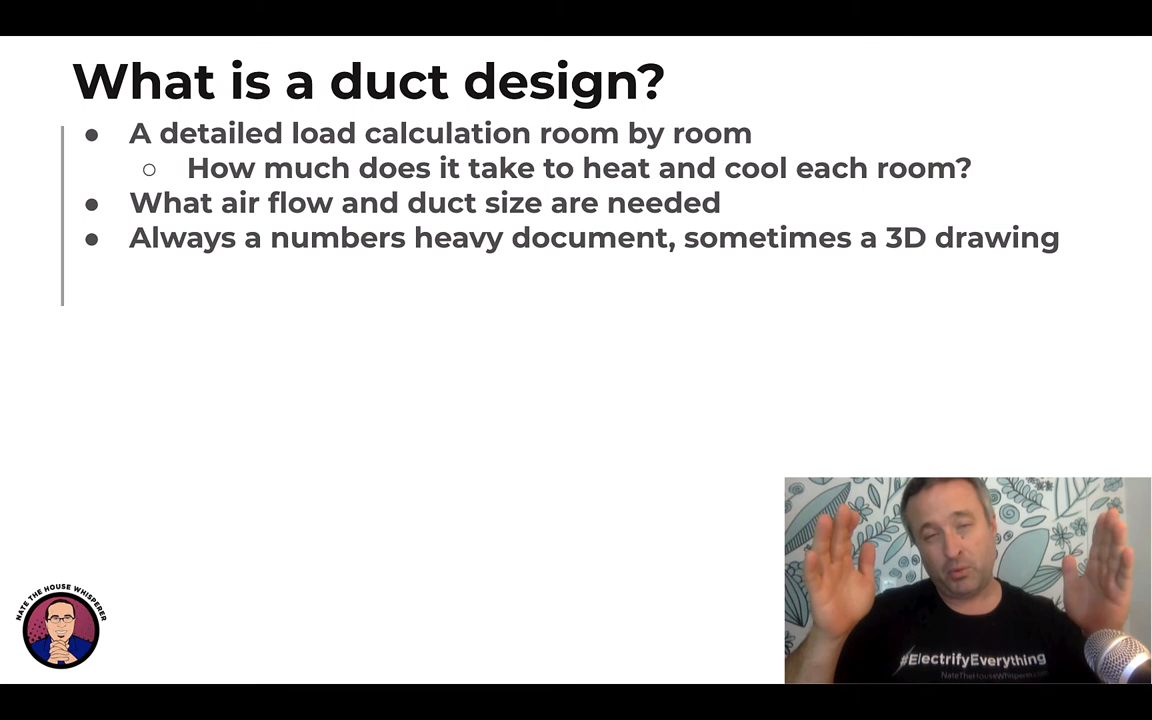 What is a duct design?
● A detailed load calculation room by room
○ How much does it take to heat and cool each room?
● What air flow and duct size are needed
● Always a numbers heavy document, sometimes a 3D drawing
NATE THE HOUSE WHISPERER
#ElectrifyEverything
NateTheHouseWhisperer.com